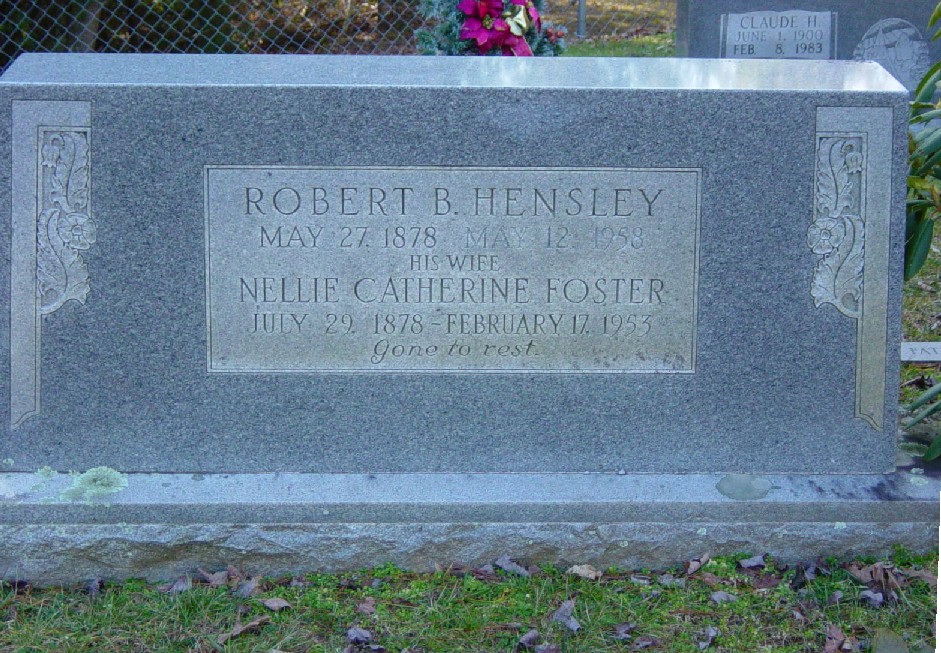 CLAUDE H.
JUNE 1, 1900
FEB. 8, 1983
ROBERT B. HENSLEY
MAY 27, 1878 MAY 12, 1958
HIS WIFE
NELLIE CATHERINE FOSTER
JULY 29, 1878 - FEBRUARY 17, 1953
Gone to rest.